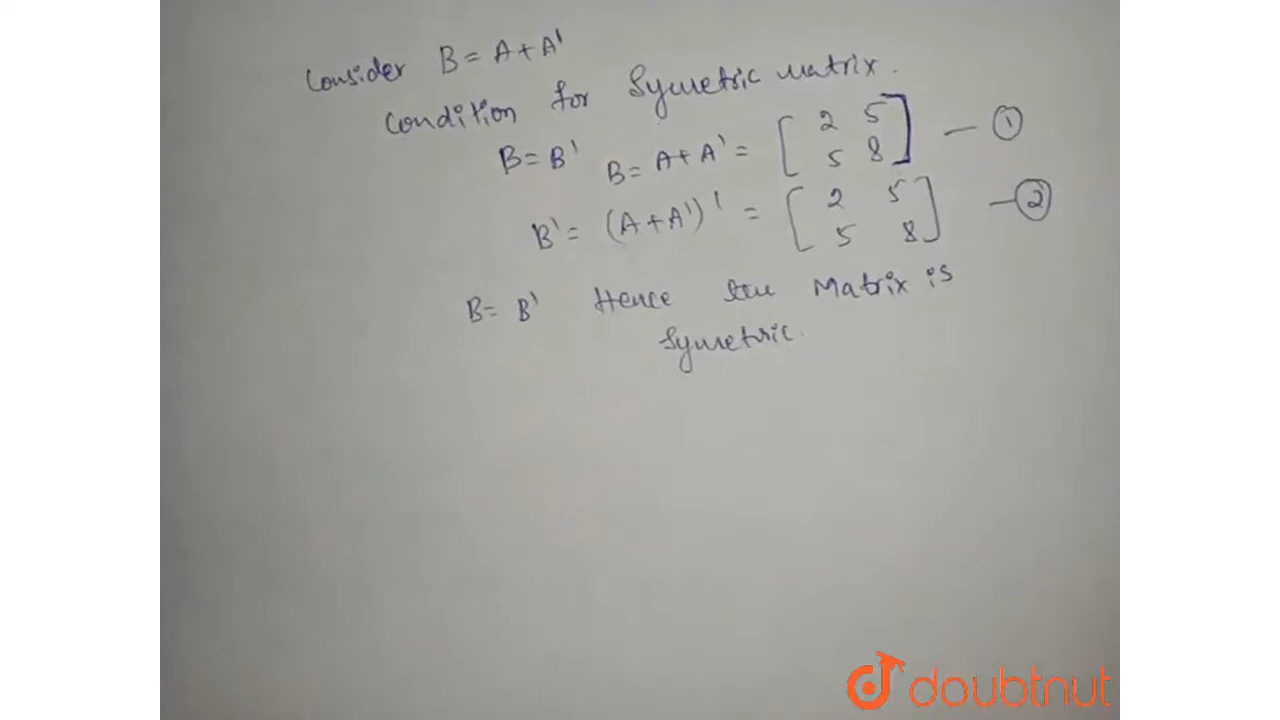 Consider B = A + A'
Condition for Symetric matrix.
B = B' B = A + A' = [ 2 5 — ①
5 8 ]
B' = (A + A')' = [ 2 5 — ②
5 8 ]
B = B' Hence Matrix is
Symetric.
doubtnut